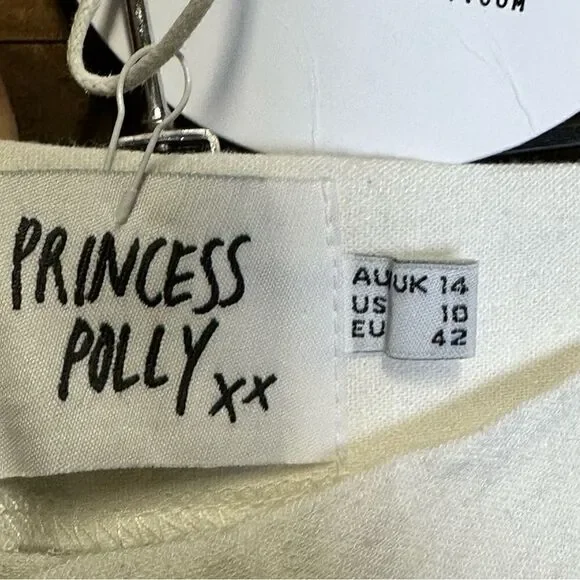 PRINCESS
POLLY xx
AU UK 14
US 10
EU 42